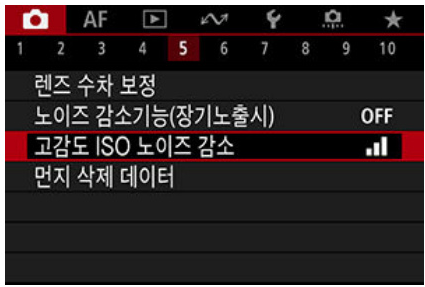 AF
1 2 3 4 5 6 7 8 9 10
렌즈 수차 보정
노이즈 감소기능(장기노출시) OFF
고감도 ISO 노이즈 감소
먼지 삭제 데이터